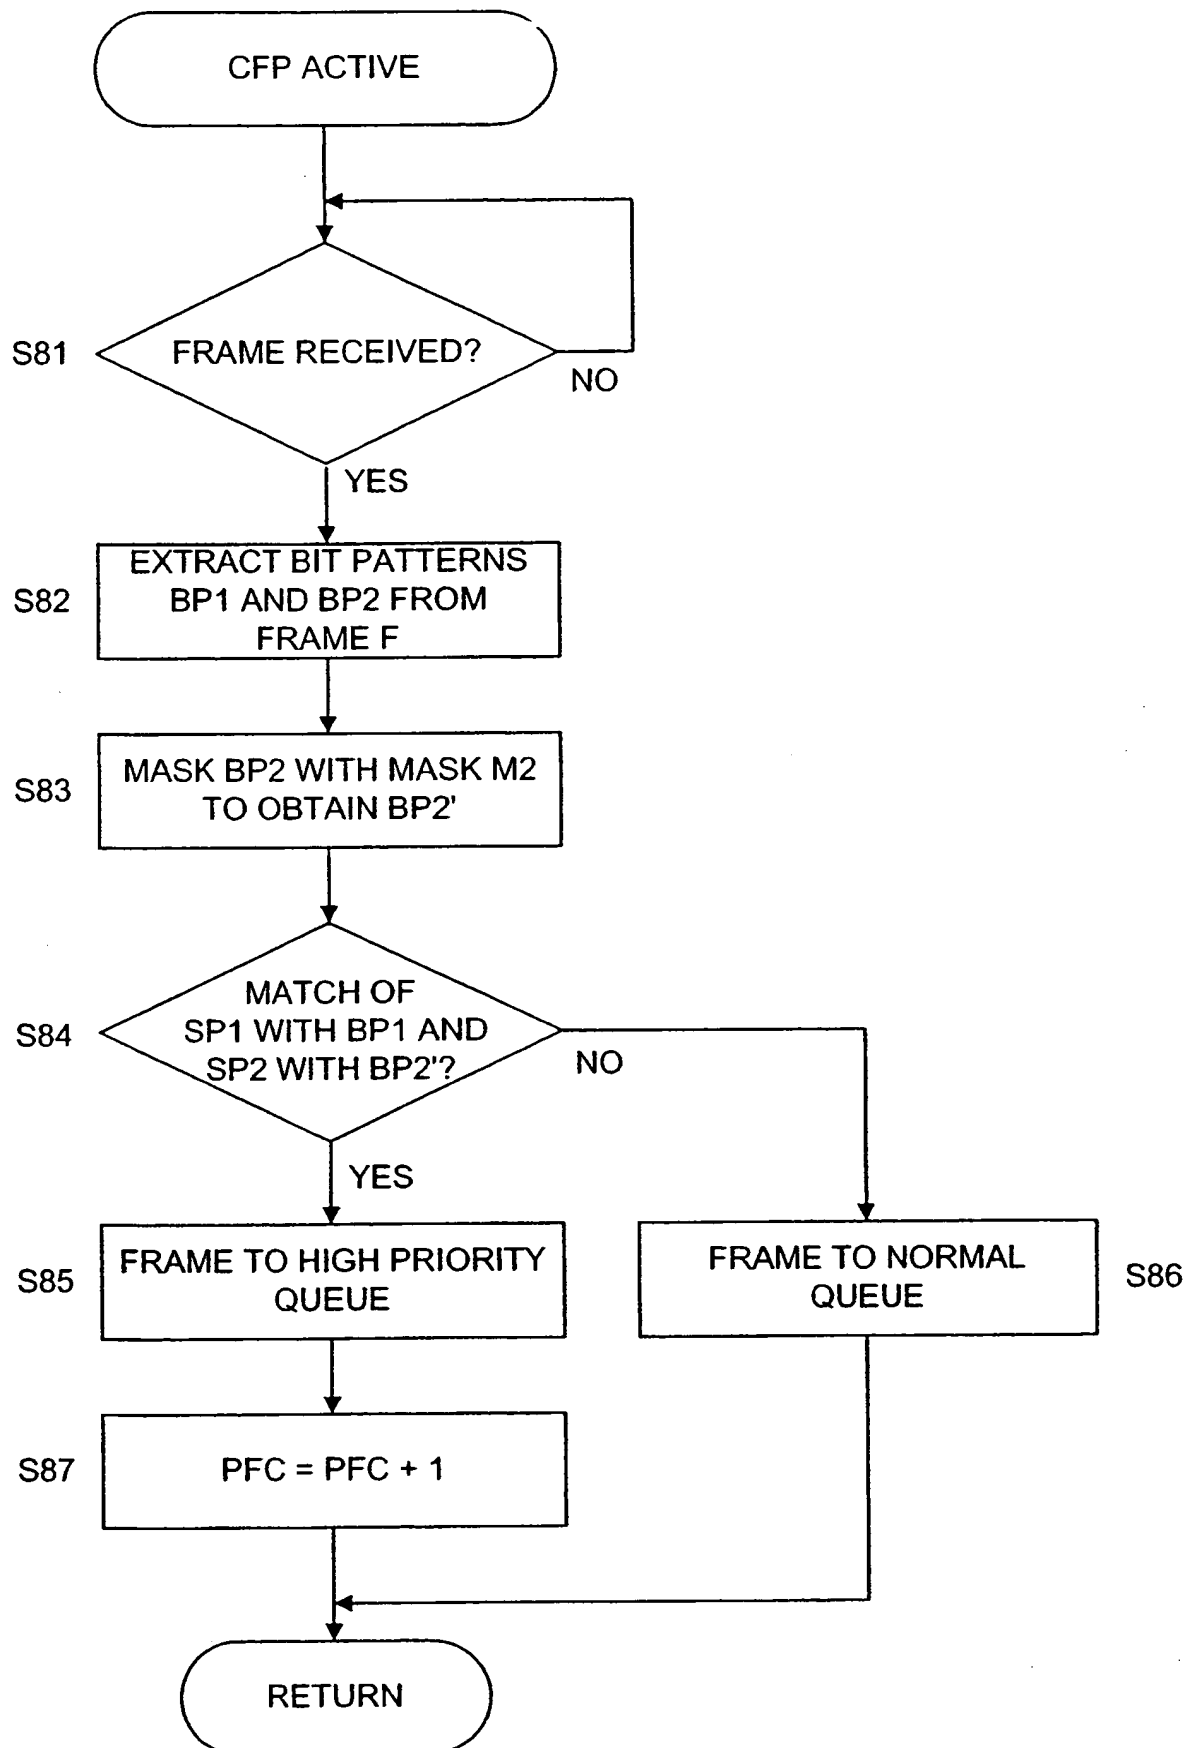 CFP ACTIVE
S81
FRAME RECEIVED?
NO
YES
S82
EXTRACT BIT PATTERNS
BP1 AND BP2 FROM
FRAME F
S83
MASK BP2 WITH MASK M2
TO OBTAIN BP2'
S84
MATCH OF
SP1 WITH BP1 AND
SP2 WITH BP2'?
NO
YES
S85
FRAME TO HIGH PRIORITY
QUEUE
FRAME TO NORMAL
QUEUE
S86
S87
PFC = PFC + 1
RETURN